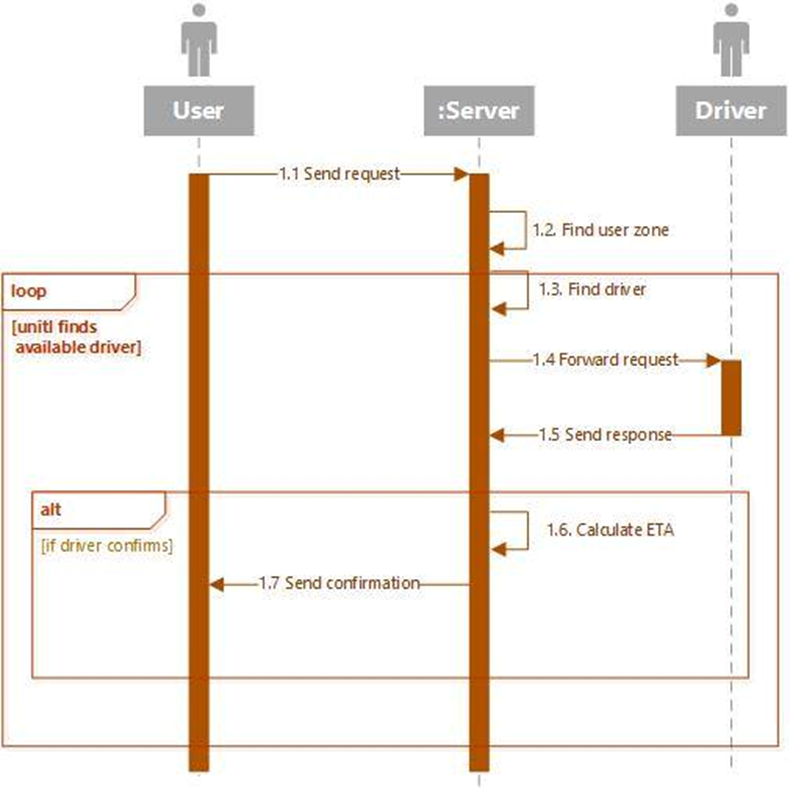 User
:Server
Driver
1.1 Send request
1.2. Find user zone
loop
1.3. Find driver
[unitl finds
available driver]
1.4 Forward request
1.5 Send response
alt
[if driver confirms]
1.6. Calculate ETA
1.7 Send confirmation